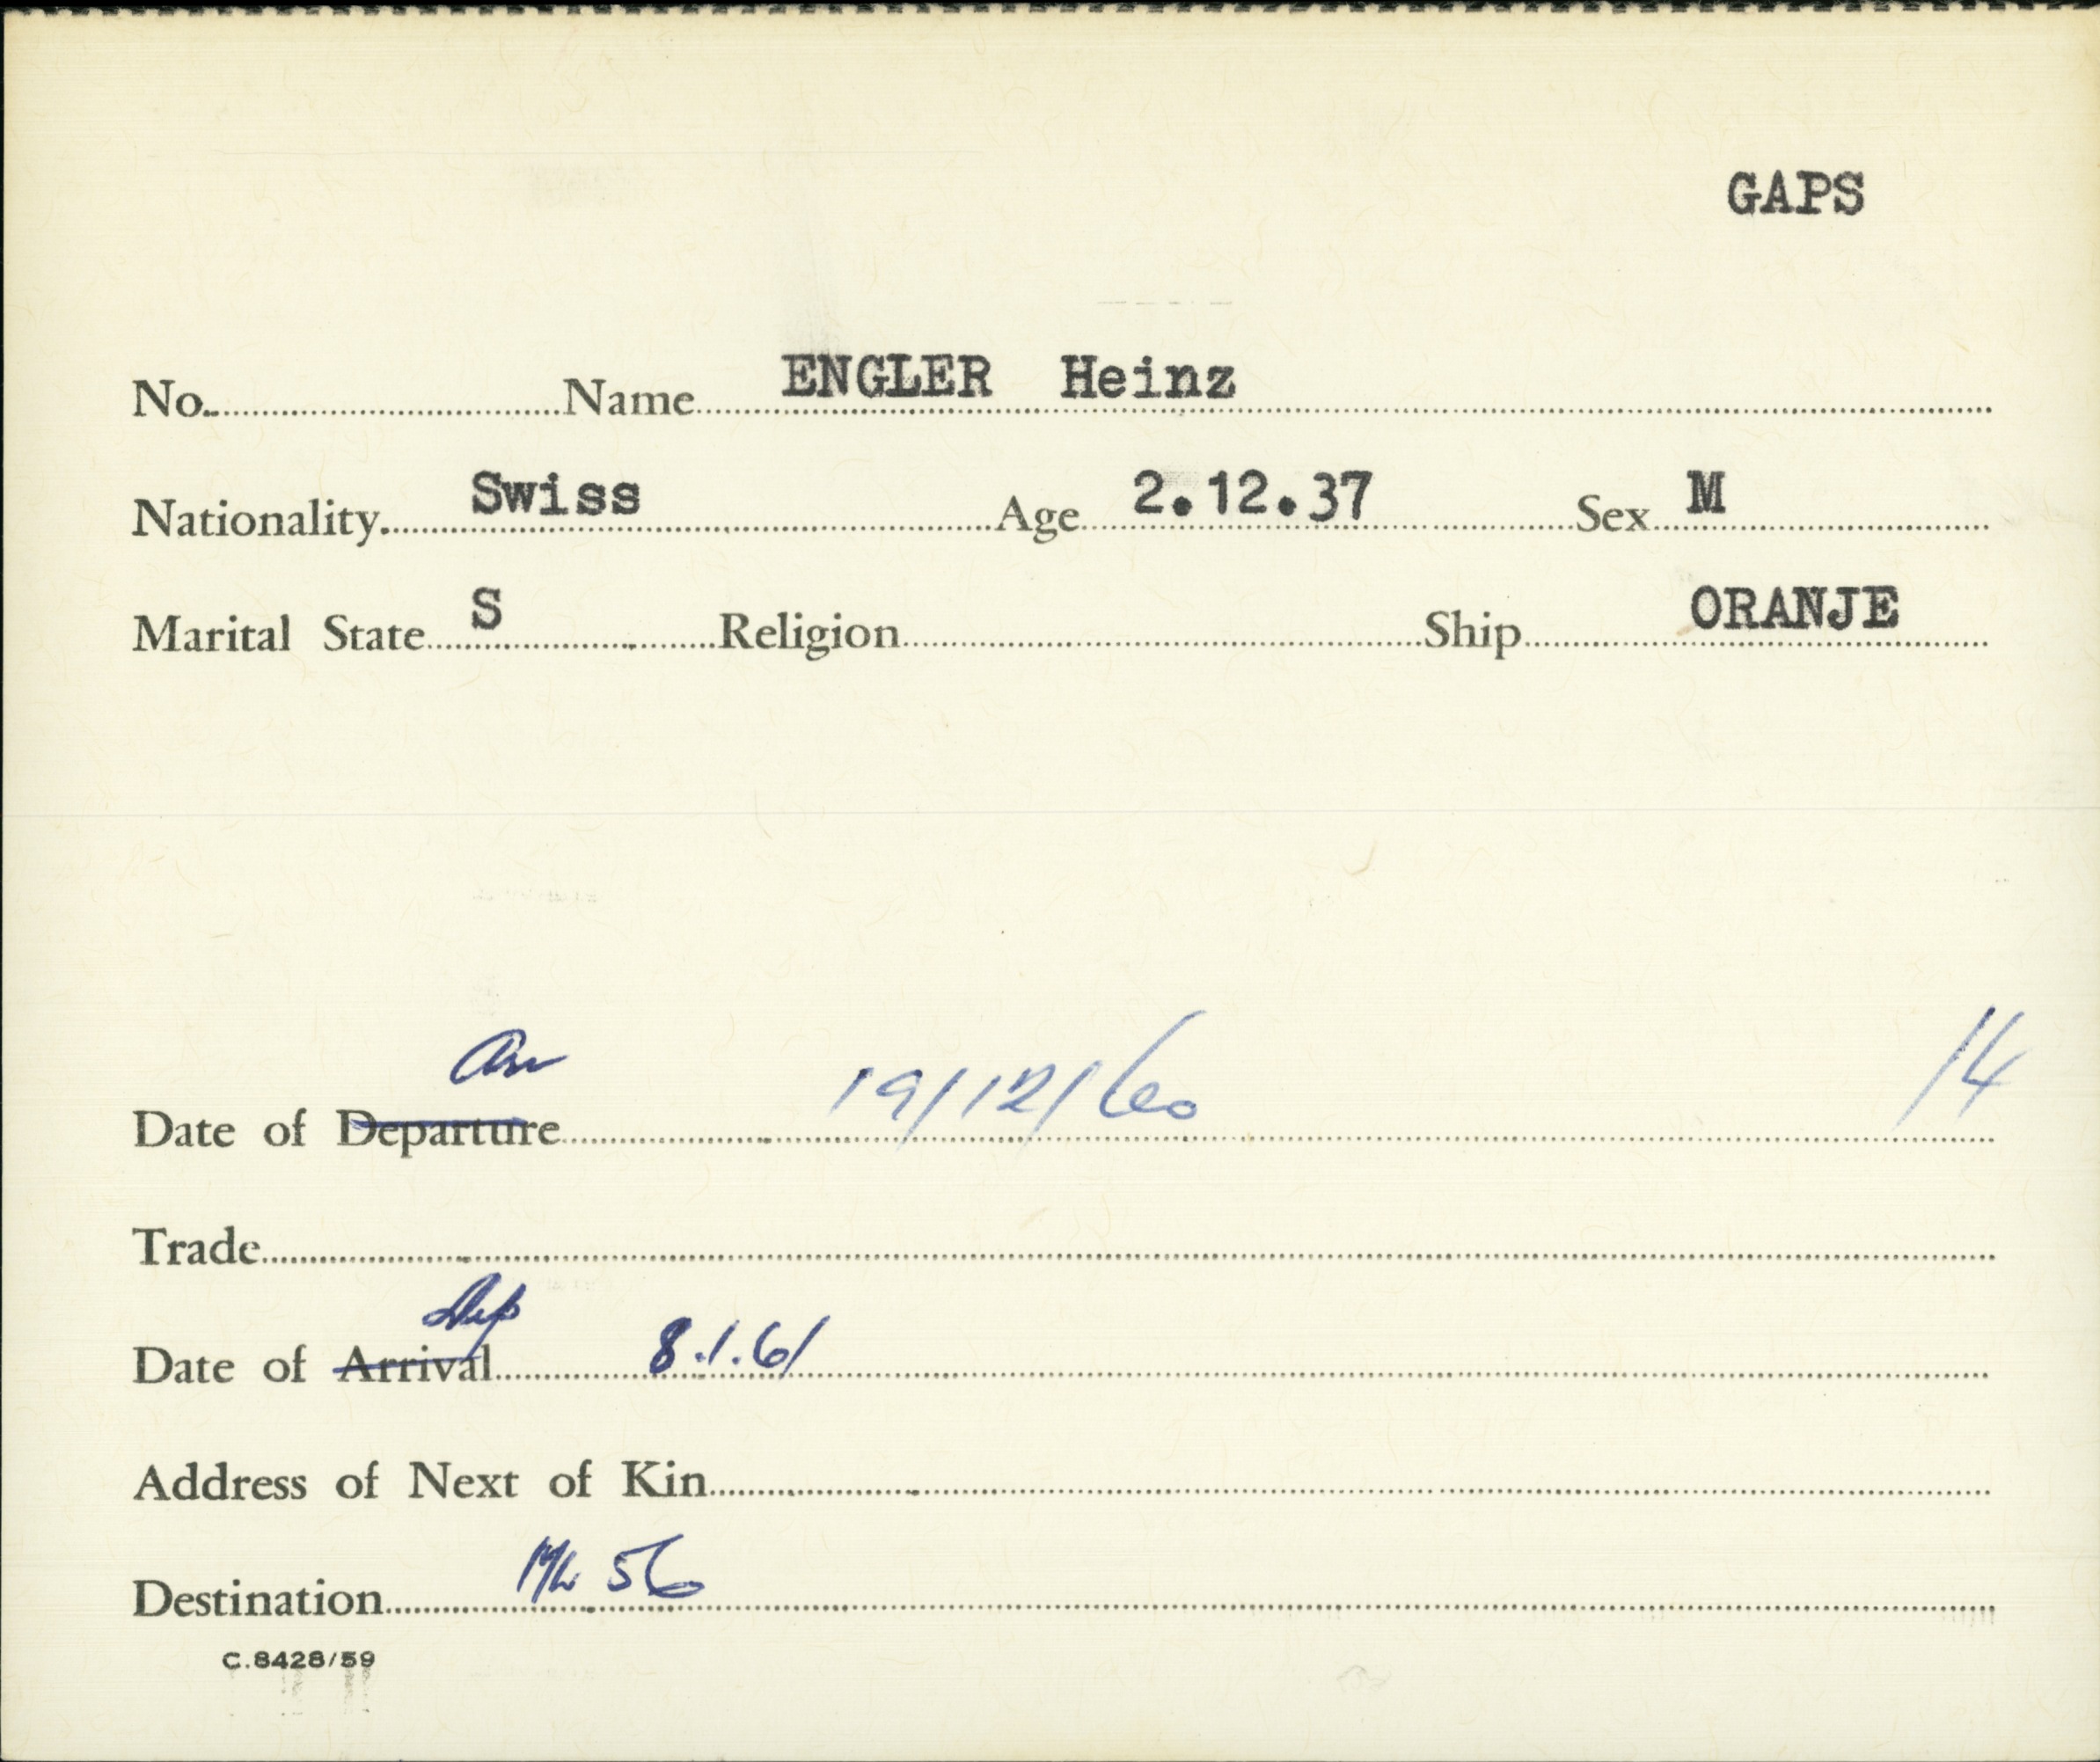 GAPS
No. Name ENGLER Heinz
Nationality Swiss Age 2.12.37 Sex M
Marital State S Religion Ship ORANJE
Arr
Date of Departure 19/12/60 /4
Trade
Dep
Date of Arrival 8.1.61
Address of Next of Kin
Destination 56
C.8428/59